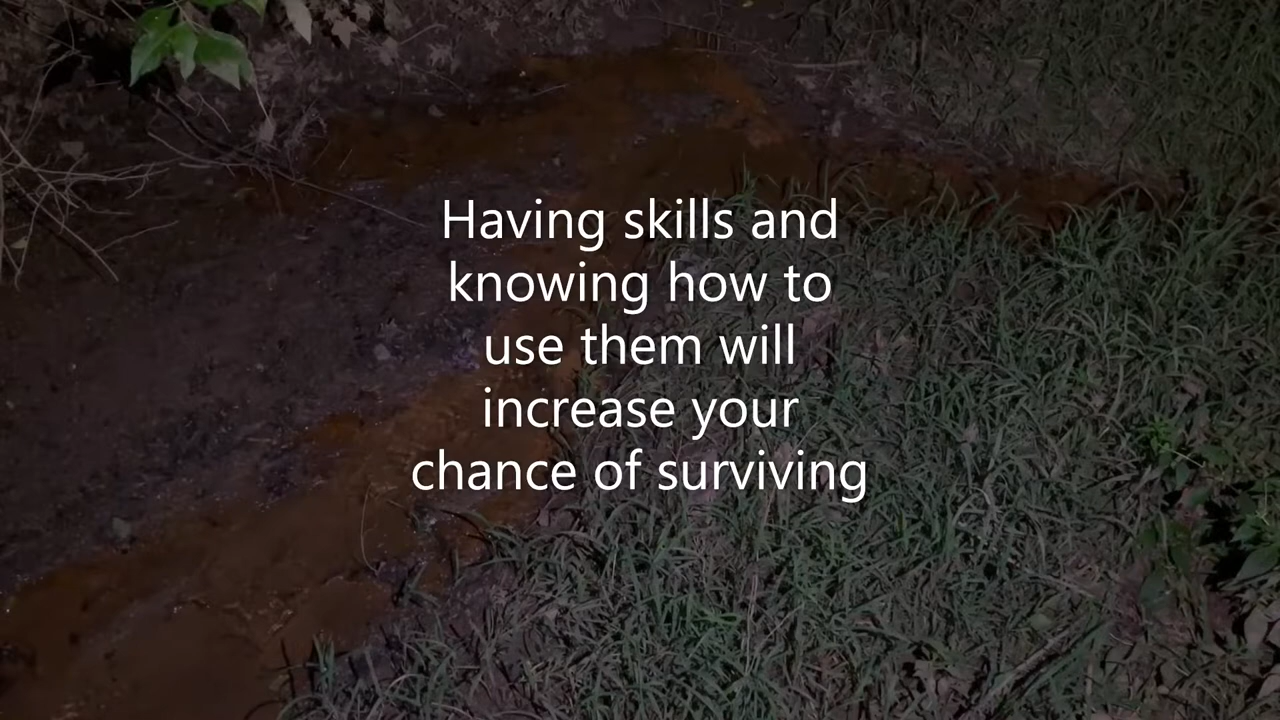 Having skills and
knowing how to
use them will
increase your
chance of surviving